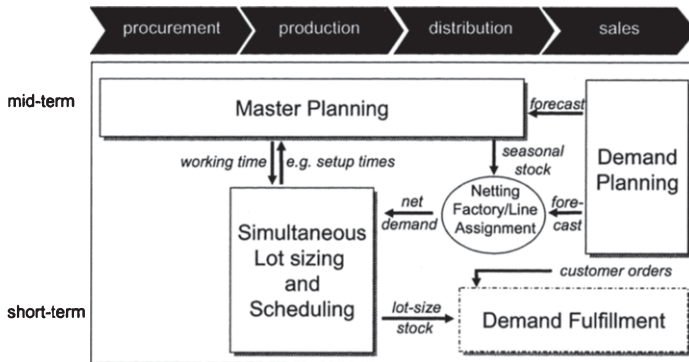 procurement production distribution sales
mid-term
Master Planning
forecast
Demand
Planning
working time
e.g. setup times
seasonal
stock
Netting
Factory/Line
Assignment
fore-
cast
net
demand
Simultaneous
Lot sizing
and
Scheduling
customer orders
short-term
lot-size
stock
Demand Fulfillment